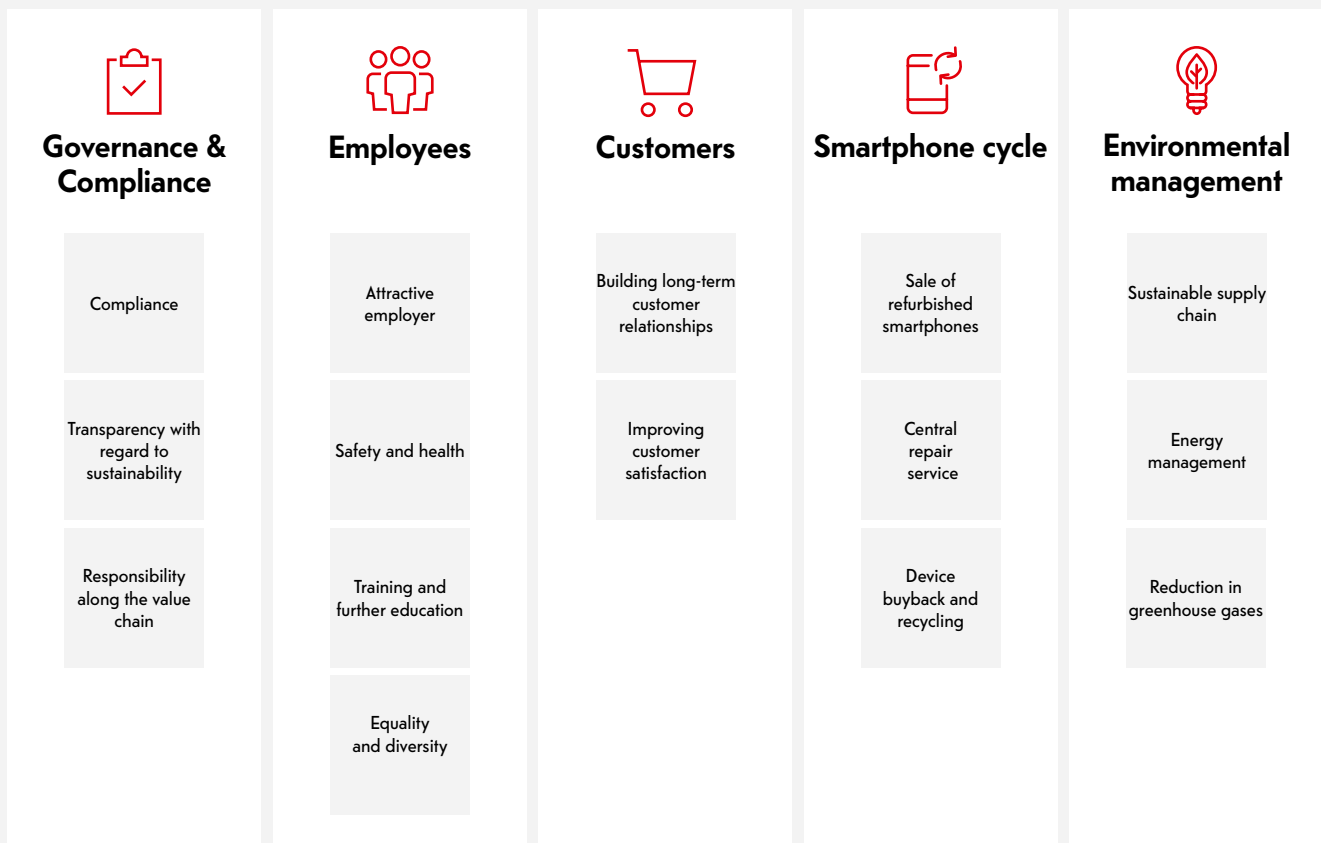 Governance &
Compliance
Compliance
Transparency with
regard to
sustainability
Responsibility
along the value
chain
Employees
Attractive
employer
Safety and health
Training and
further education
Equality
and diversity
Customers
Building long-term
customer
relationships
Improving
customer
satisfaction
Smartphone cycle
Sale of
refurbished
smartphones
Central
repair
service
Device
buyback and
recycling
Environmental
management
Sustainable supply
chain
Energy
management
Reduction in
greenhouse gases